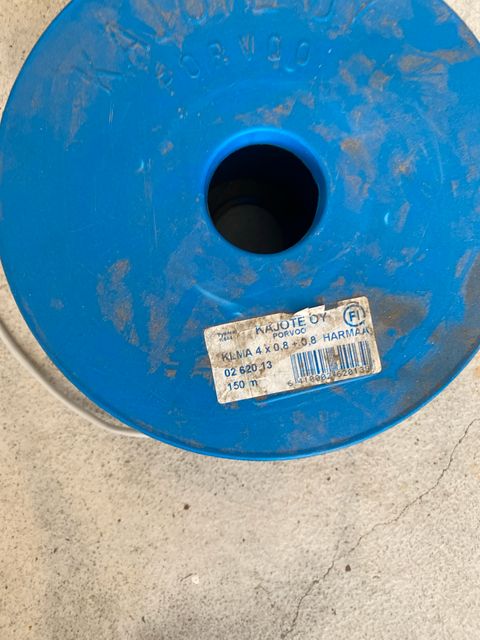 PORVOO
KAJOTE OY
PORVOO
FI
KLMA 4 x 0,8 + 0,8 HARMAA
02 620 13
150 m